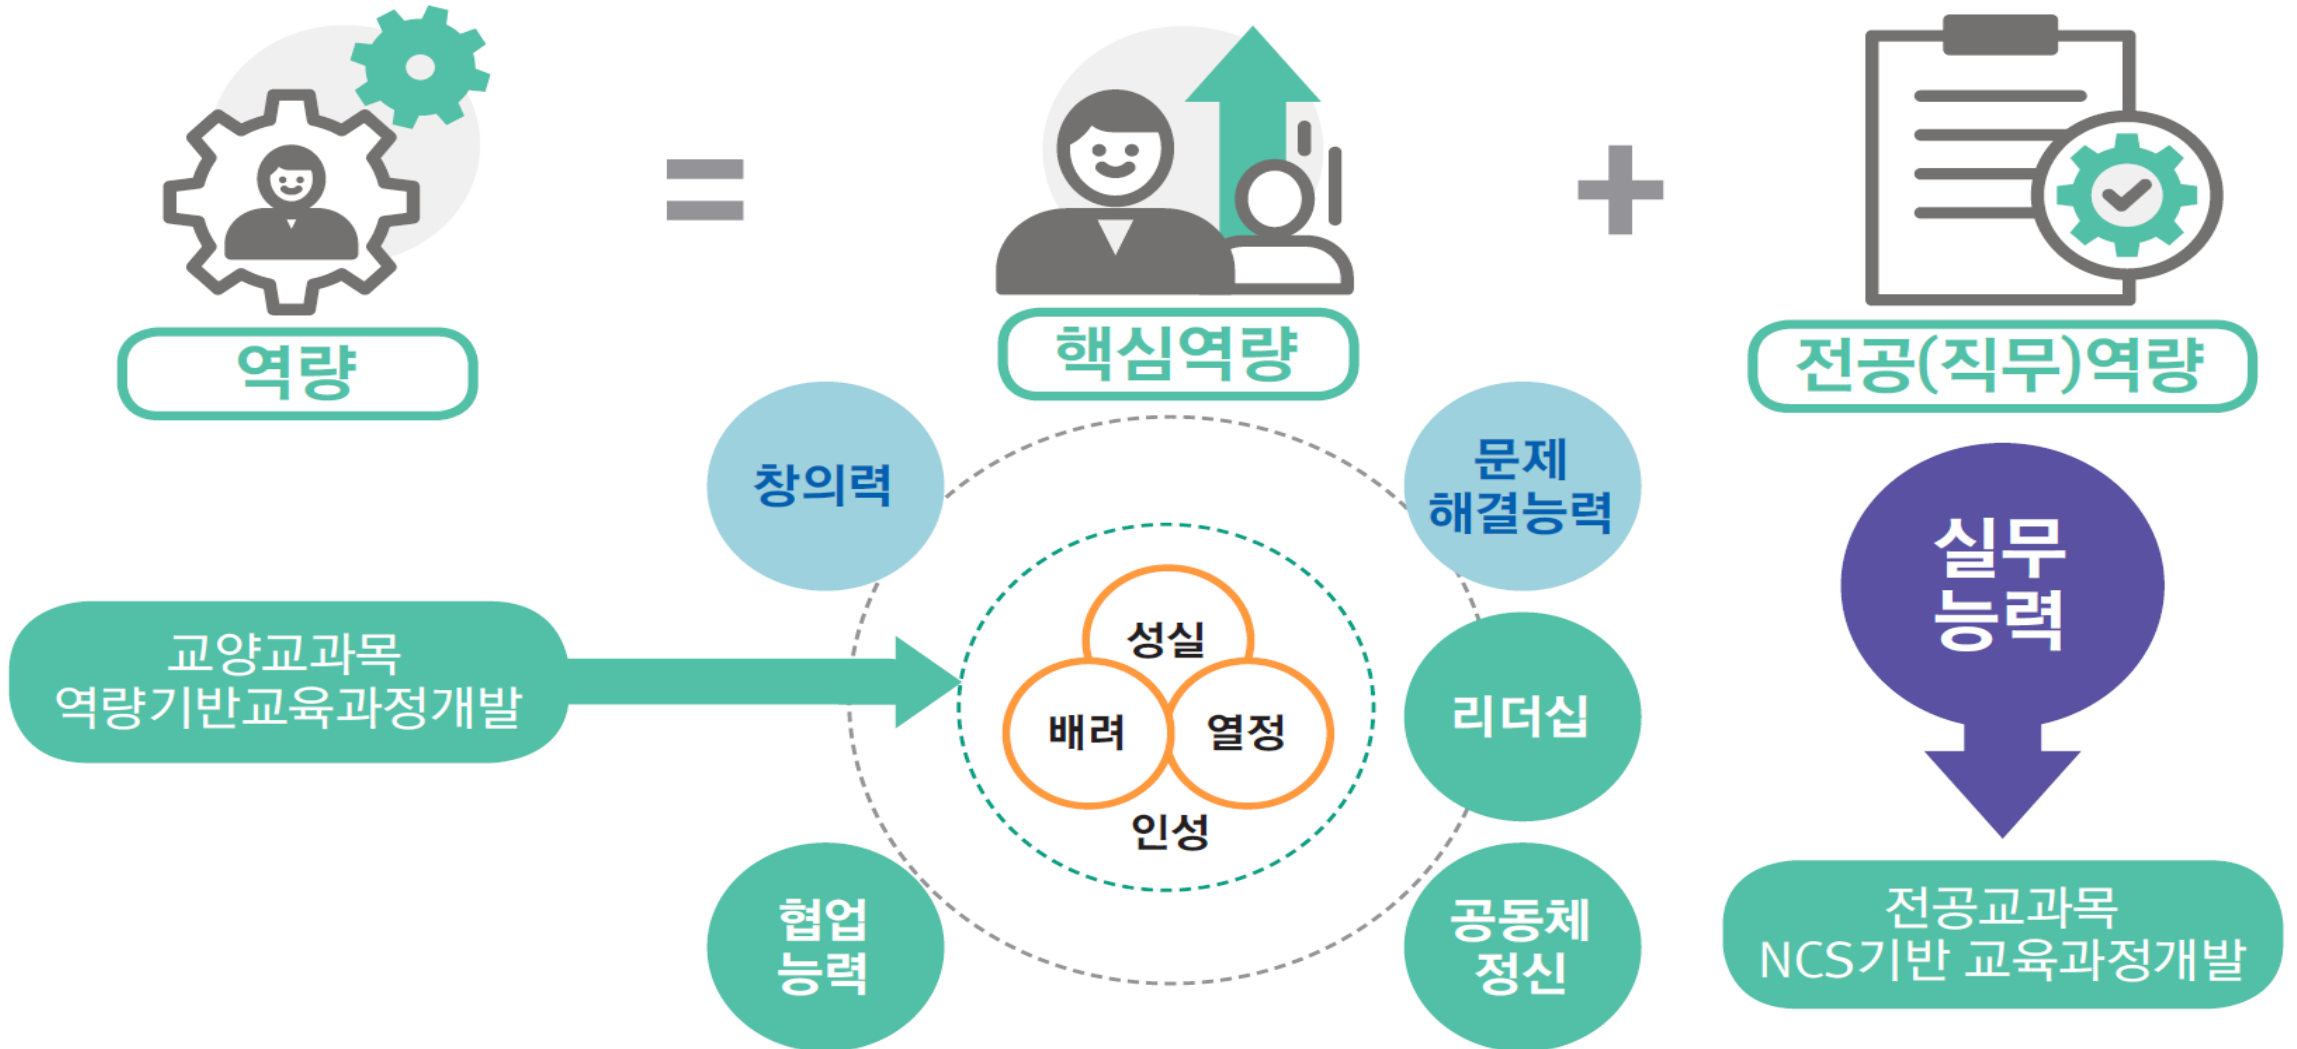 역량
핵심역량
전공(직무)역량
창의력
문제
해결능력
교양교과목
역량기반교육과정개발
성실
배려
열정
인성
리더십
협업
능력
공동체
정신
실무
능력
전공교과목
NCS기반 교육과정개발